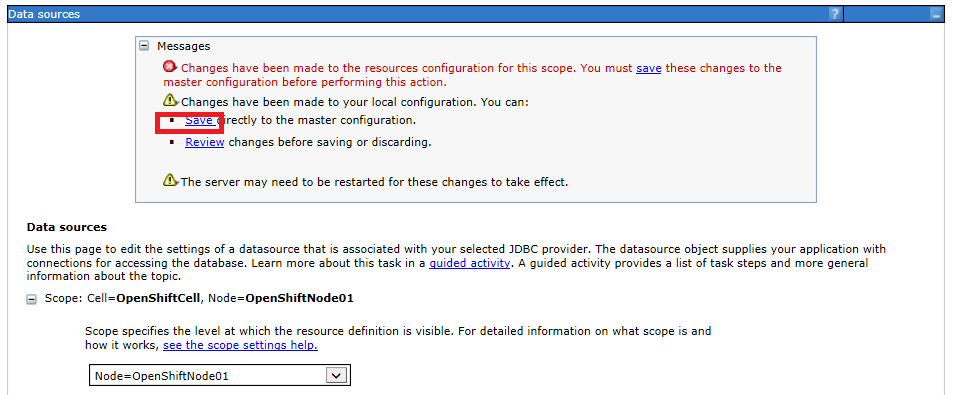 Data sources
?
Messages
Changes have been made to the resources configuration for this scope. You must save these changes to the
master configuration before performing this action.
Changes have been made to your local configuration. You can:
Save directly to the master configuration.
Review changes before saving or discarding.
The server may need to be restarted for these changes to take effect.
Data sources
Use this page to edit the settings of a datasource that is associated with your selected JDBC provider. The datasource object supplies your application with
connections for accessing the database. Learn more about this task in a guided activity. A guided activity provides a list of task steps and more general
information about the topic.
Scope: Cell=OpenShiftCell, Node=OpenShiftNode01
Scope specifies the level at which the resource definition is visible. For detailed information on what scope is and
how it works, see the scope settings help.
Node=OpenShiftNode01